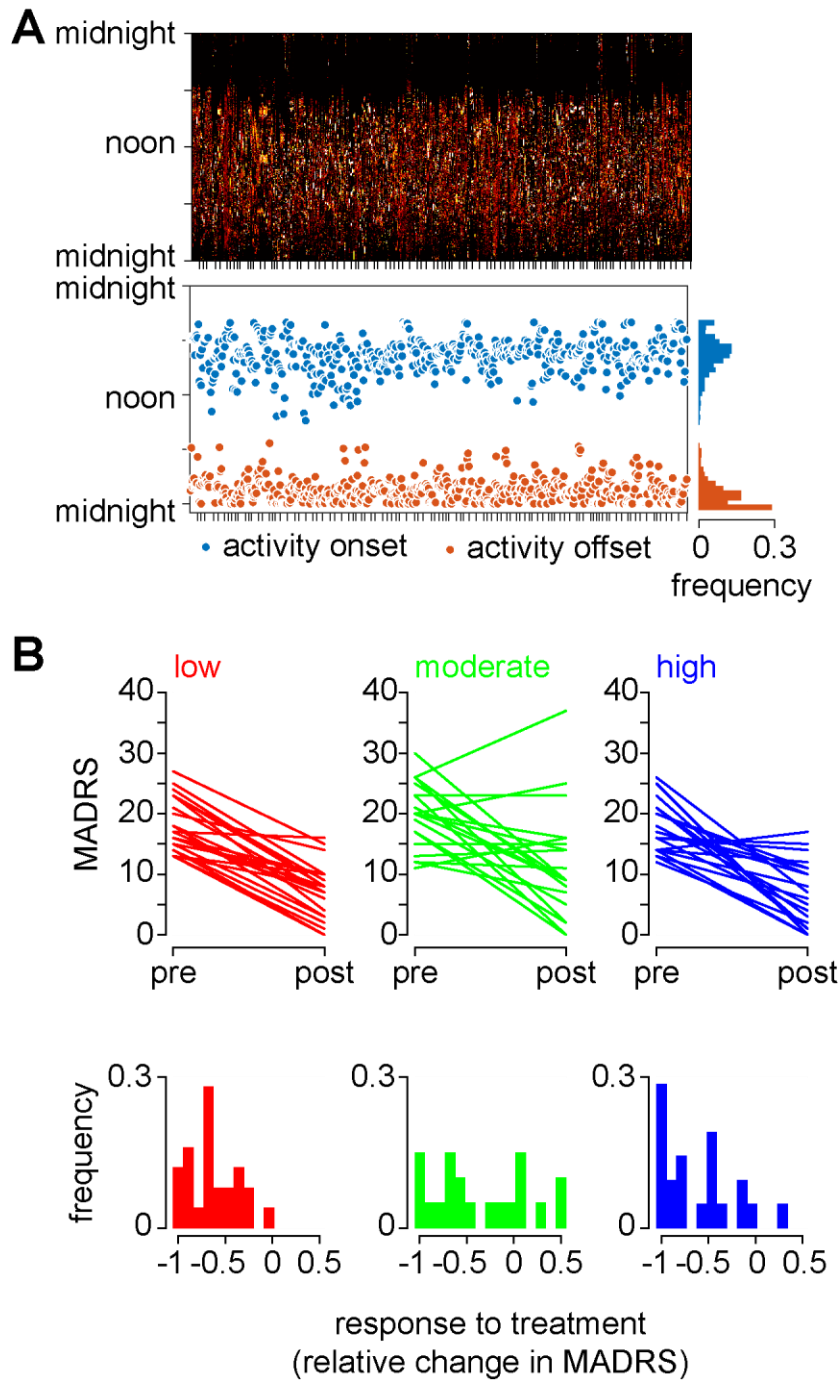 A
midnight
noon
midnight
midnight
noon
midnight
activity onset
activity offset
0
0.3
frequency
B
low
moderate
high
MADRS
40
30
20
10
0
pre
post
40
30
20
10
0
pre
post
40
30
20
10
0
pre
post
frequency
0.3
0
-1
-0.5
0
0.5
0.3
0
-1
-0.5
0
0.5
0.3
0
-1
-0.5
0
0.5
response to treatment
(relative change in MADRS)